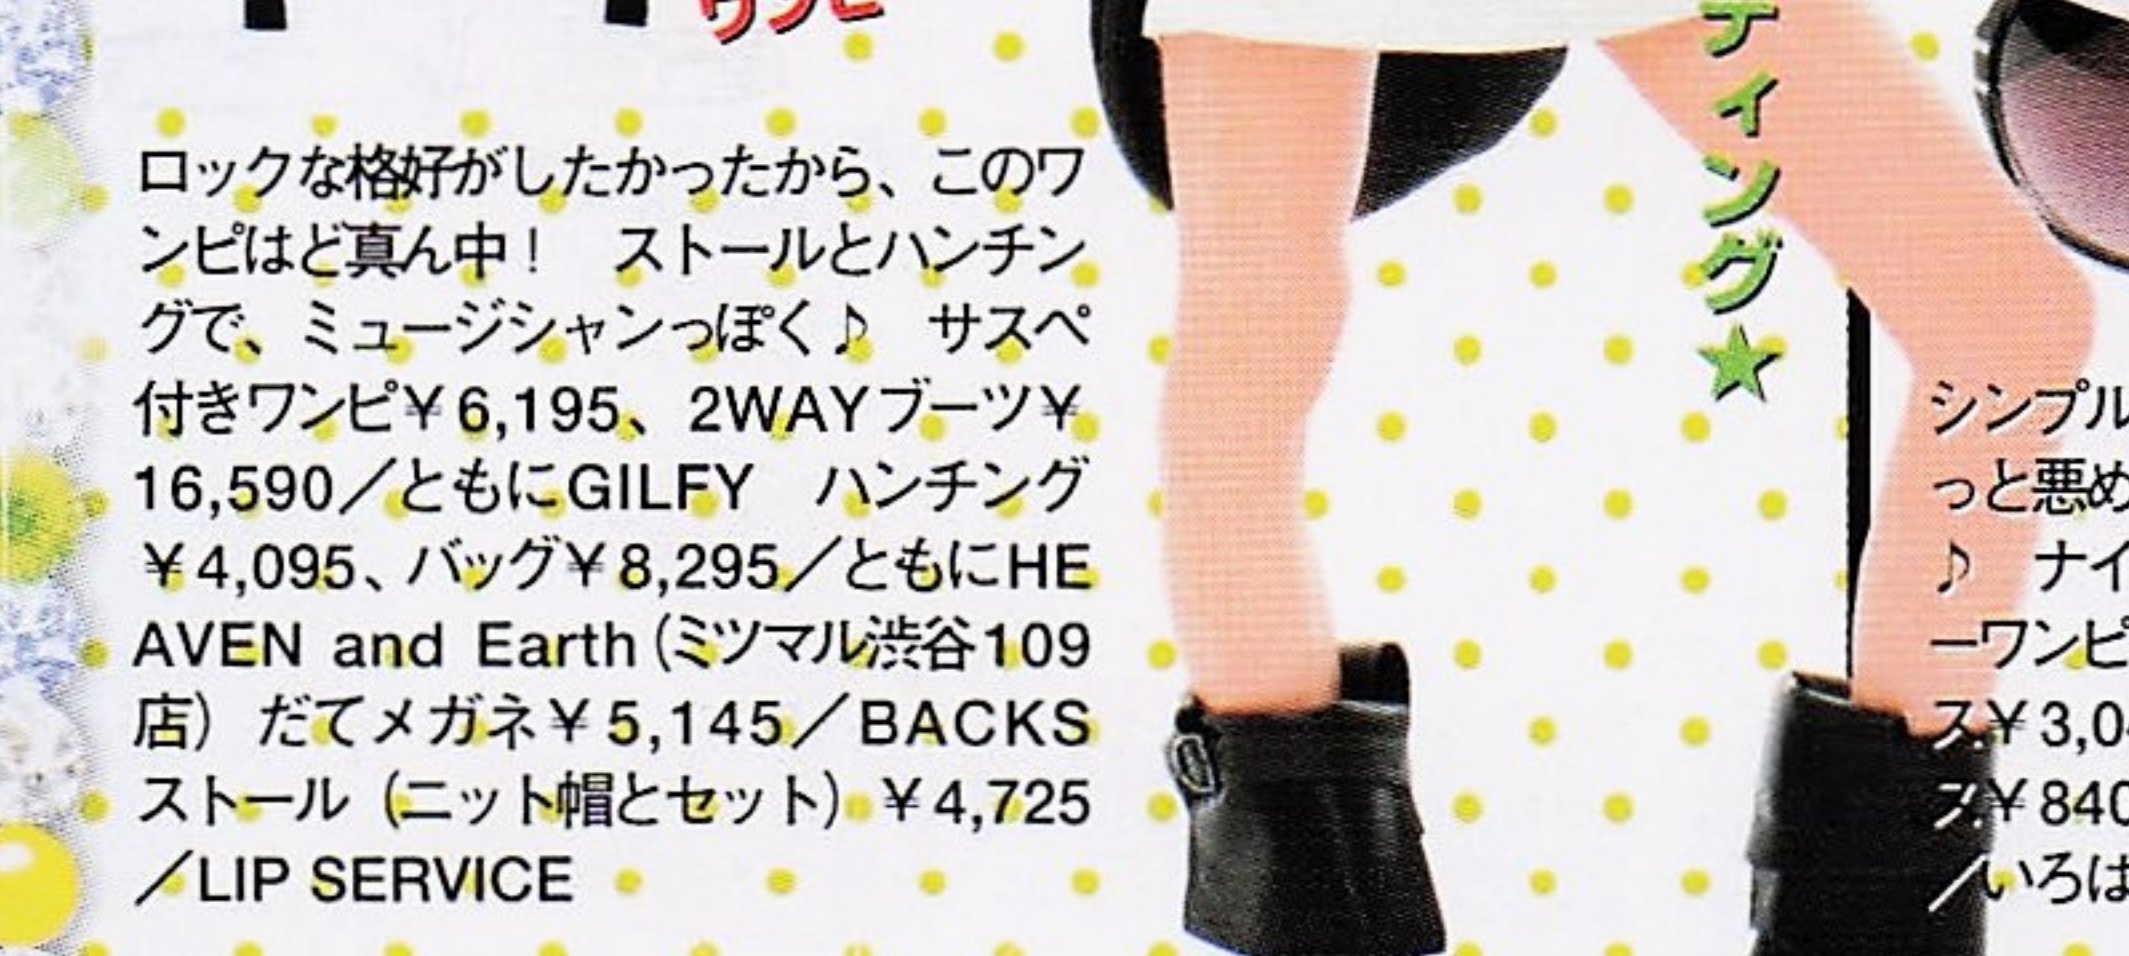 ワンピ
ティング★
ロックな格好がしたかったから、このワ
ンピはど真ん中！　ストールとハンチン
グで、ミュージシャンっぽく♪　サスペ
付きワンピ￥6,195、2WAYブーツ￥
16,590／ともにGILFY　ハンチング
￥4,095、バッグ￥8,295／ともにHE
AVEN and Earth（ミツマル渋谷109
店）　だてメガネ￥5,145／BACKS
ストール（ニット帽とセット）￥4,725
／LIP SERVICE
シンプル
っと悪め
♪　ナイ
ーワンピ
ス￥3,04
ス￥840
／いろは